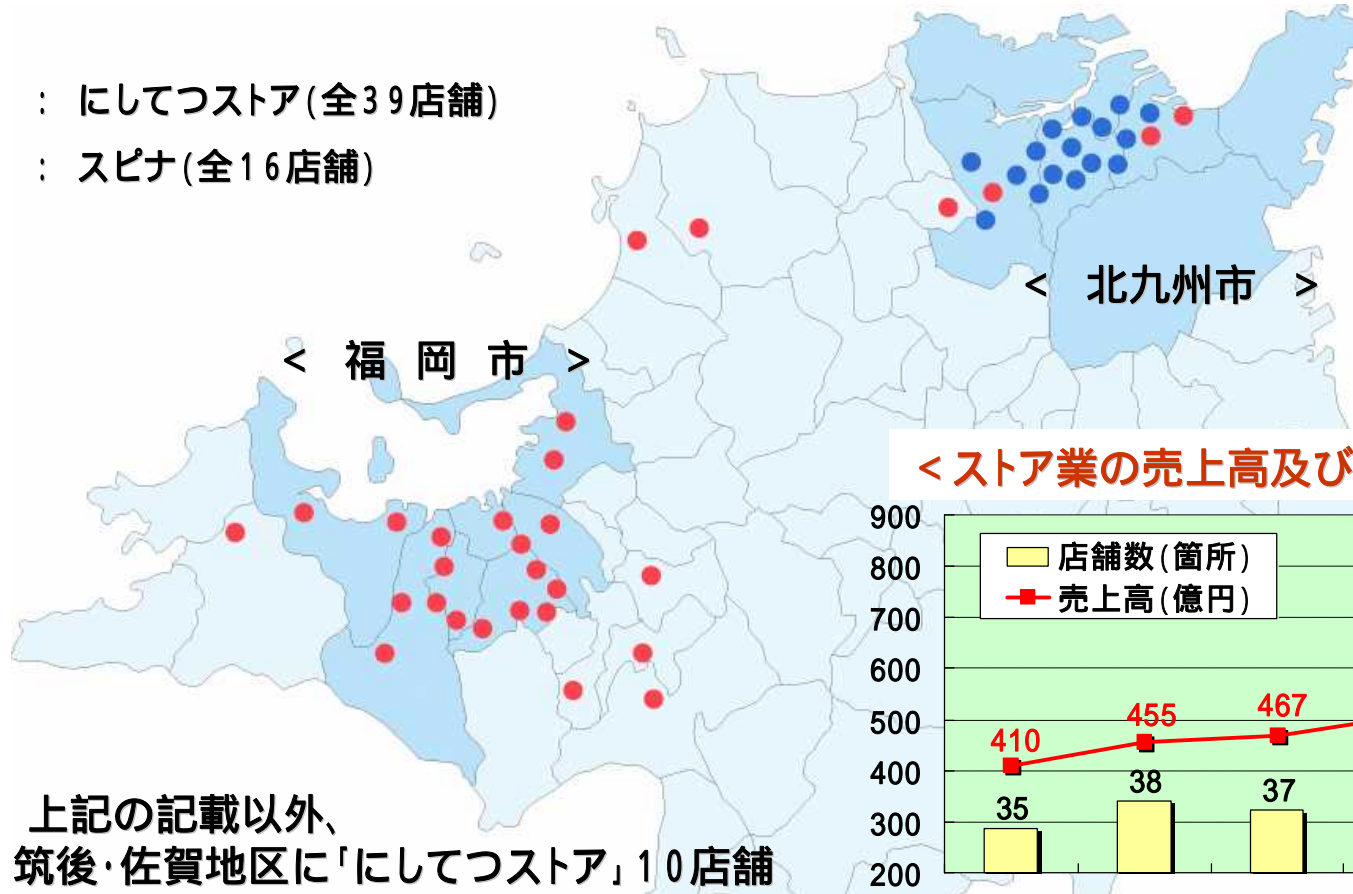 ： にしてつストア(全39店舗)
： スピナ(全16店舗)
< 北九州市 >
< 福岡市 >
<ストア業の売上高及び
900
800
700
600
500
400
300
200
店舗数(箇所)
売上高(億円)
410
455
467
35
38
37
上記の記載以外、
筑後・佐賀地区に「にしてつストア」10店舗